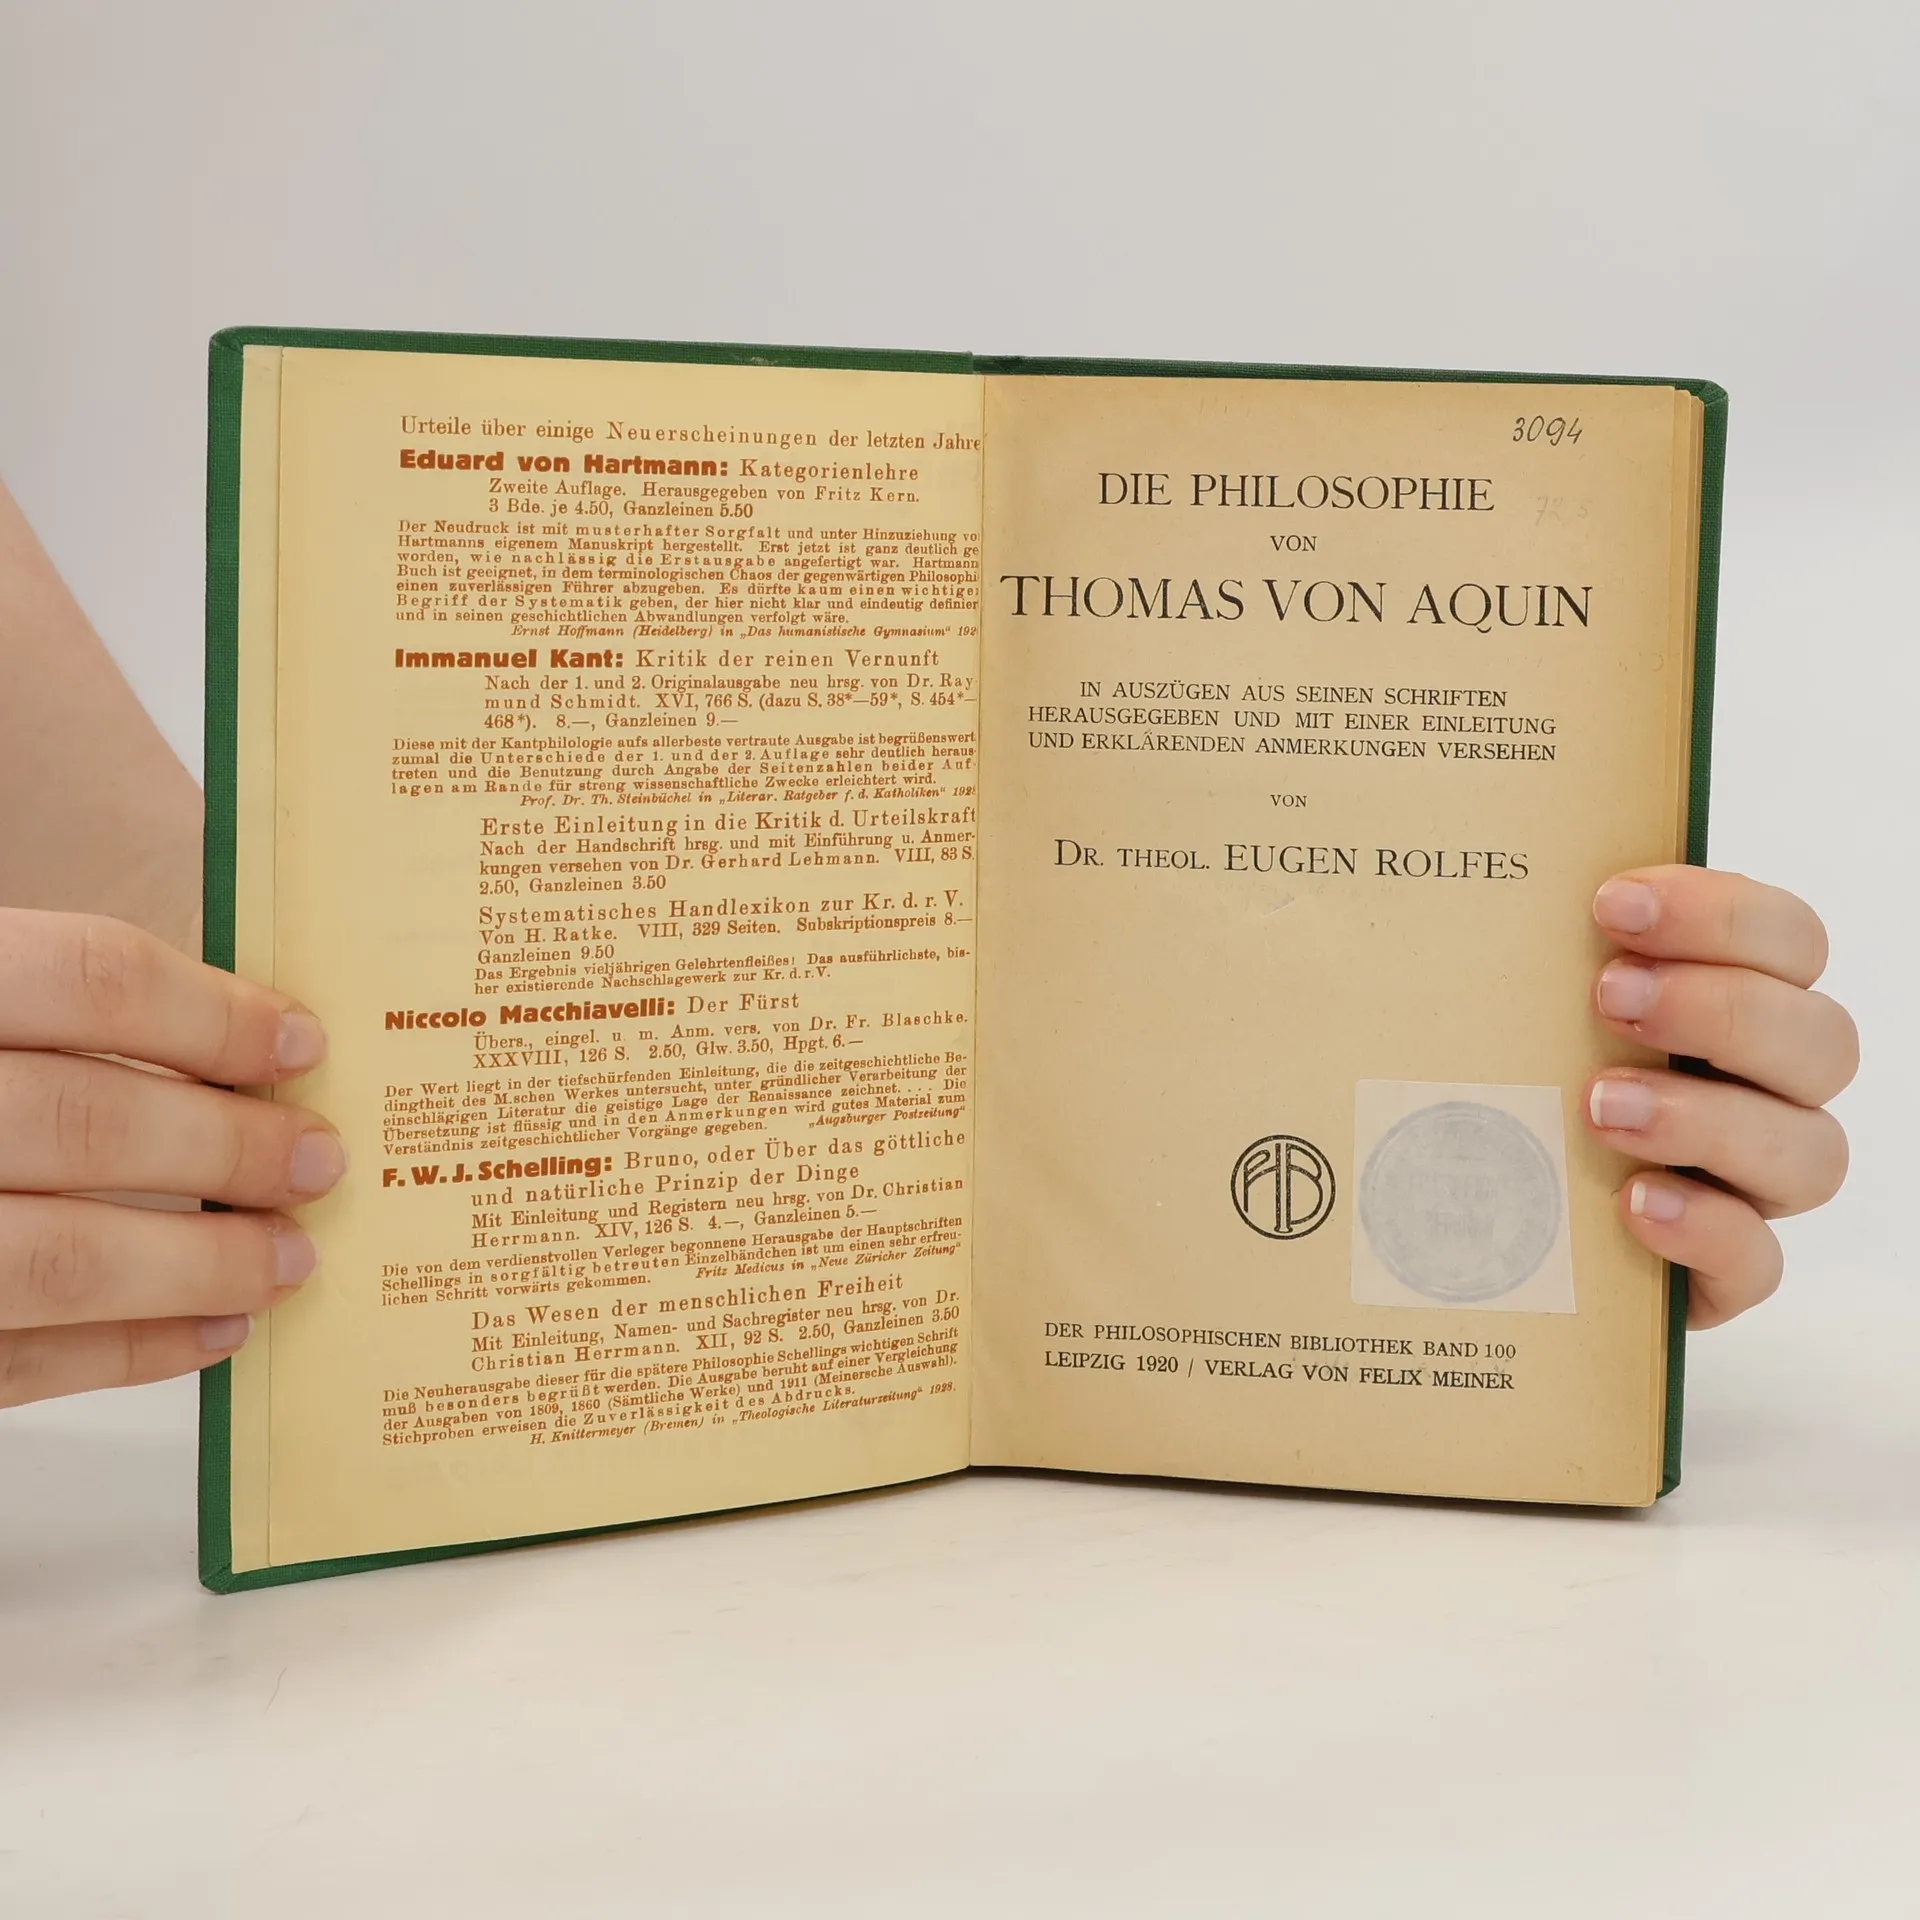 Urteile über einige Neuerscheinungen der letzten Jahre
Eduard von Hartmann: Kategorienlehre
Zweite Auflage. Herausgegeben von Fritz Kern.
3 Bde. je 4.50, Ganzleinen 5.50
Der Neudruck ist mit musterhafter Sorgfalt und unter Hinzuziehung vo
Hartmanns eigenem Manuskript hergestellt. Erst jetzt ist ganz deutlich ge
worden, wie nachlässig die Erstausgabe angefertigt war. Hartmann
Buch ist geeignet, in dem terminologischen Chaos der gegenwärtigen Philosophi
einen zuverlässigen Führer abzugeben. Es dürfte kaum einen wichtige
Begriff der Systematik geben, der hier nicht klar und eindeutig definier
und in seinen geschichtlichen Abwandlungen verfolgt wäre.
Ernst Hoffmann (Heidelberg) in „Das humanistische Gymnasium" 192
Immanuel Kant: Kritik der reinen Vernunft
Nach der 1. und 2. Originalausgabe neu hrsg. von Dr. Ray
mund Schmidt. XVI, 766 S. (dazu S. 38*—59*, S. 454*—
468*). 8.—, Ganzleinen 9.—
Diese mit der Kantphilologie aufs allerbeste vertraute Ausgabe ist begrüßenswert
zumal die Unterschiede der 1. und der 2. Auflage sehr deutlich heraus-
treten und die Benutzung durch Angabe der Seitenzahlen beider Auf-
lagen am Rande für streng wissenschaftliche Zwecke erleichtert wird.
Prof. Dr. Th. Steinbüchel in „Literar. Ratgeber f. d. Katholiken" 192
Erste Einleitung in die Kritik d. Urteilskraft
Nach der Handschrift hrsg. und mit Einführung u. Anmer-
kungen versehen von Dr. Gerhard Lehmann. VIII, 83 S.
2.50, Ganzleinen 3.50
Systematisches Handlexikon zur Kr. d. r. V.
Von H. Ratke. VIII, 329 Seiten. Subskriptionspreis 8.—
Ganzleinen 9.50
Das Ergebnis vieljährigen Gelehrtenfleißes! Das ausführlichste, bis-
her existierende Nachschlagewerk zur Kr. d. r. V.
Niccolo Macchiavelli: Der Fürst
Übers., eingel. u. m. Anm. vers. von Dr. Fr. Blaschke.
XXXVIII, 126 S. 2.50, Glw. 3.50, Hpgt. 6.—
Der Wert liegt in der tiefschürfenden Einleitung, die die zeitgeschichtliche Be-
dingtheit des M.schen Werkes untersucht, unter gründlicher Verarbeitung der
einschlägigen Literatur die geistige Lage der Renaissance zeichnet. . . . Die
Übersetzung ist flüssig und in den Anmerkungen wird gutes Material zum
Verständnis zeitgeschichtlicher Vorgänge gegeben. „Augsburger Postzeitung"
F. W. J. Schelling: Bruno, oder Über das göttliche
und natürliche Prinzip der Dinge
Mit Einleitung und Registern neu hrsg. von Dr. Christian
Herrmann. XIV, 126 S. 4.—, Ganzleinen 5.—
Die von dem verdienstvollen Verleger begonnene Herausgabe der Hauptschriften
Schellings in sorgfältig betreuten Einzelbändchen ist um einen sehr erfreu-
lichen Schritt vorwärts gekommen. Fritz Medicus in „Neue Züricher Zeitung"
Das Wesen der menschlichen Freiheit
Mit Einleitung, Namen- und Sachregister neu hrsg. von Dr.
Christian Herrmann. XII, 92 S. 2.50, Ganzleinen 3.50
Die Neuherausgabe dieser für die spätere Philosophie Schellings wichtigen Schrift
muß besonders begrüßt werden. Die Ausgabe beruht auf einer Vergleichung
der Ausgaben von 1809, 1860 (Sämtliche Werke) und 1911 (Meinersche Auswahl).
Stichproben erweisen die Zuverlässigkeit des Abdrucks.
H. Knittermeyer (Bremen) in „Theologische Literaturzeitung" 1928.
3094
DIE PHILOSOPHIE
VON
THOMAS VON AQUIN
IN AUSZÜGEN AUS SEINEN SCHRIFTEN
HERAUSGEGEBEN UND MIT EINER EINLEITUNG
UND ERKLÄRENDEN ANMERKUNGEN VERSEHEN
VON
DR. THEOL. EUGEN ROLFES
DER PHILOSOPHISCHEN BIBLIOTHEK BAND 100
LEIPZIG 1920 / VERLAG VON FELIX MEINER